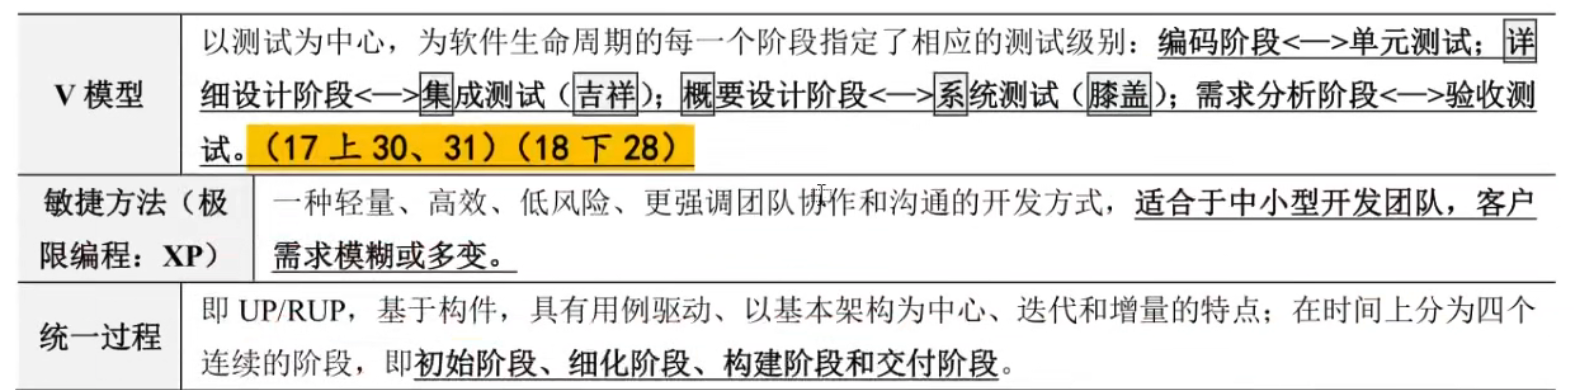 V 模型
以测试为中心，为软件生命周期的每一个阶段指定了相应的测试级别：编码阶段<—>单元测试；详
细设计阶段<—>集成测试（吉祥）；概要设计阶段<—>系统测试（膝盖）；需求分析阶段<—>验收测
试。（17 上 30、31）（18 下 28）
敏捷方法（极
限编程：XP）
一种轻量、高效、低风险、更强调团队协作和沟通的开发方式，适合于中小型开发团队，客户
需求模糊或多变。
统一过程
即 UP/RUP，基于构件，具有用例驱动、以基本架构为中心、迭代和增量的特点；在时间上分为四个
连续的阶段，即初始阶段、细化阶段、构建阶段和交付阶段。